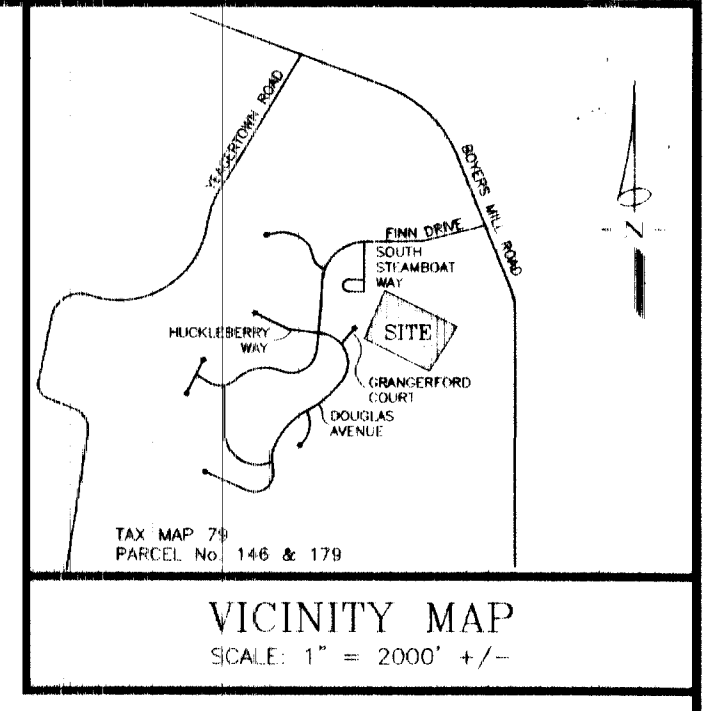 YEAGERTOWN ROAD
BOYERS MILL ROAD
FINN DRIVE
SOUTH
STEAMBOAT
WAY
N
HUCKLEBERRY
WAY
SITE
GRANGERFORD
COURT
DOUGLAS
AVENUE
TAX MAP 79
PARCEL No. 146 & 179
VICINITY MAP
SCALE: 1" = 2000' +/-